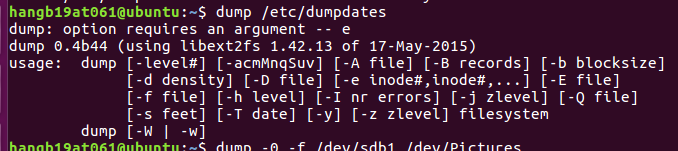 hangb19at061@ubuntu:~$ dump /etc/dumpdates
dump: option requires an argument -- e
dump 0.4b44 (using libext2fs 1.42.13 of 17-May-2015)
usage:  dump [-level#] [-acmMnqSuv] [-A file] [-B records] [-b blocksize]
             [-d density] [-D file] [-e inode#,inode#,...] [-E file]
             [-f file] [-h level] [-I nr errors] [-j zlevel] [-Q file]
             [-s feet] [-T date] [-y] [-z zlevel] filesystem
        dump [-W | -w]
hangb19at061@ubuntu:~$ dump -0 -f /dev/sdb1 /dev/Pictures